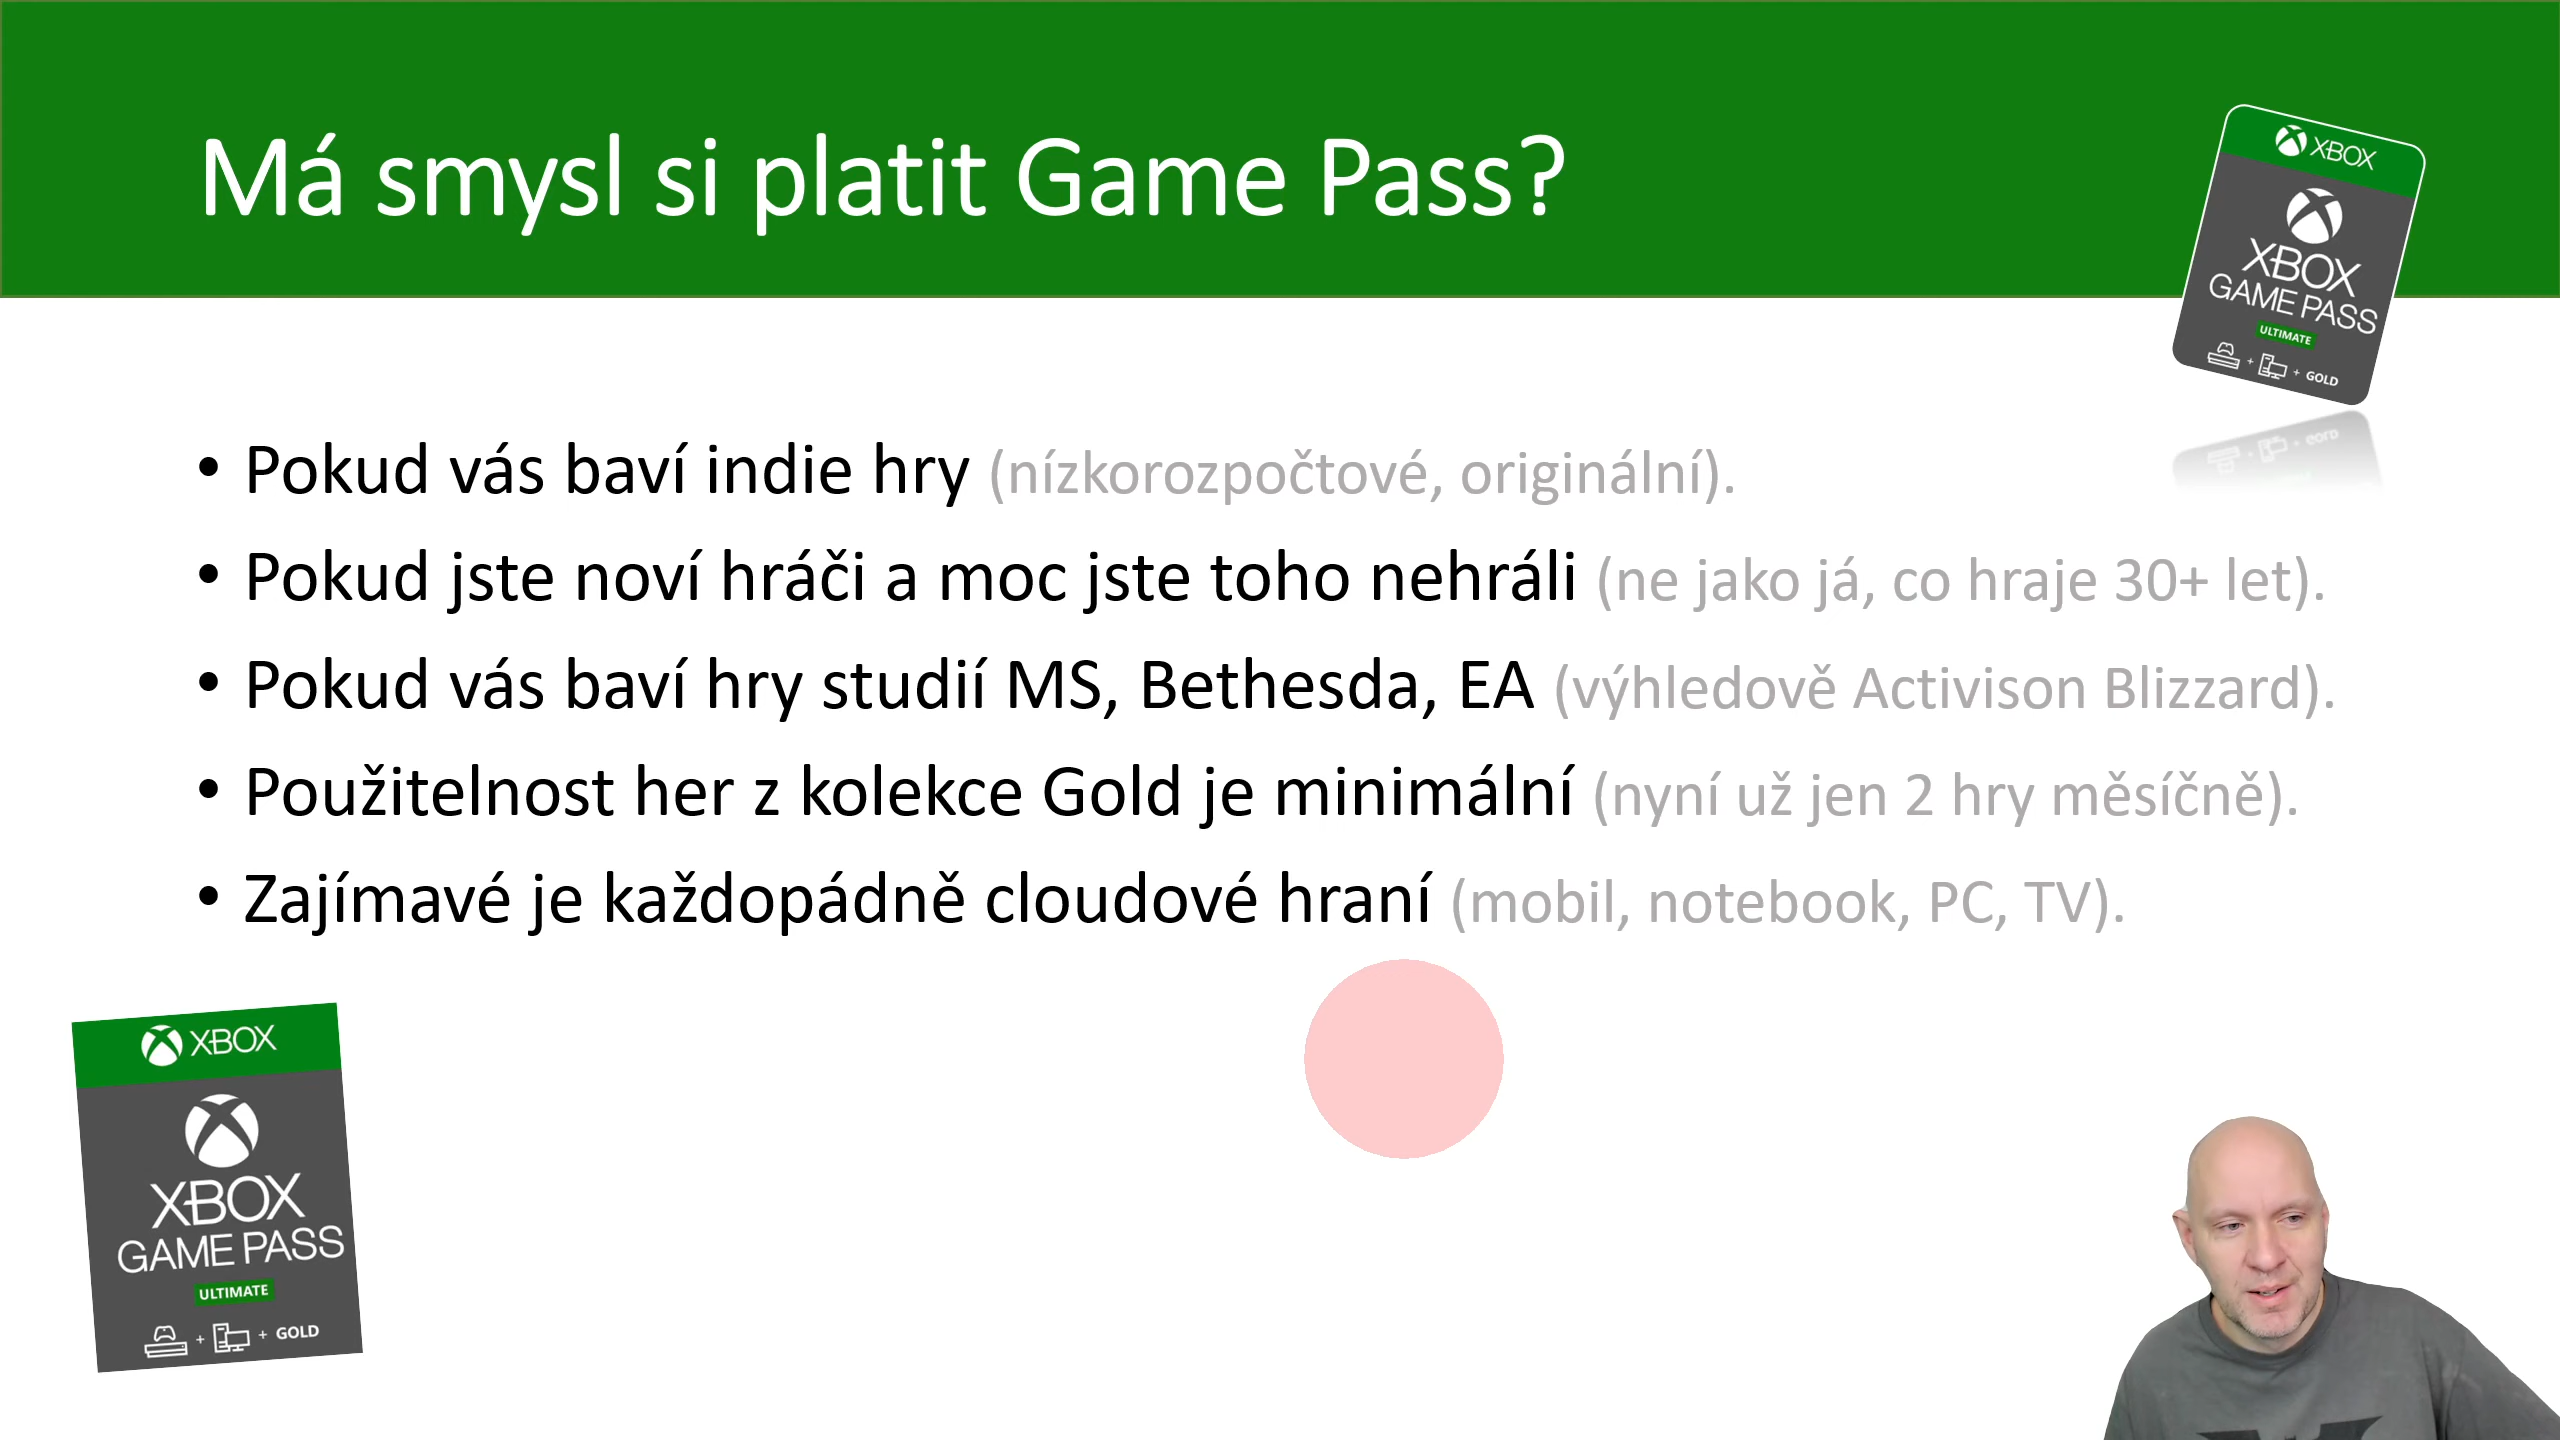 Má smysl si platit Game Pass?
XBOX
XBOX
GAME PASS
ULTIMATE
+ + GOLD
• Pokud vás baví indie hry (nízkorozpočtové, originální).
• Pokud jste noví hráči a moc jste toho nehráli (ne jako já, co hraje 30+ let).
• Pokud vás baví hry studií MS, Bethesda, EA (výhledově Activison Blizzard).
• Použitelnost her z kolekce Gold je minimální (nyní už jen 2 hry měsíčně).
• Zajímavé je každopádně cloudové hraní (mobil, notebook, PC, TV).
XBOX
XBOX
GAME PASS
ULTIMATE
+ + GOLD